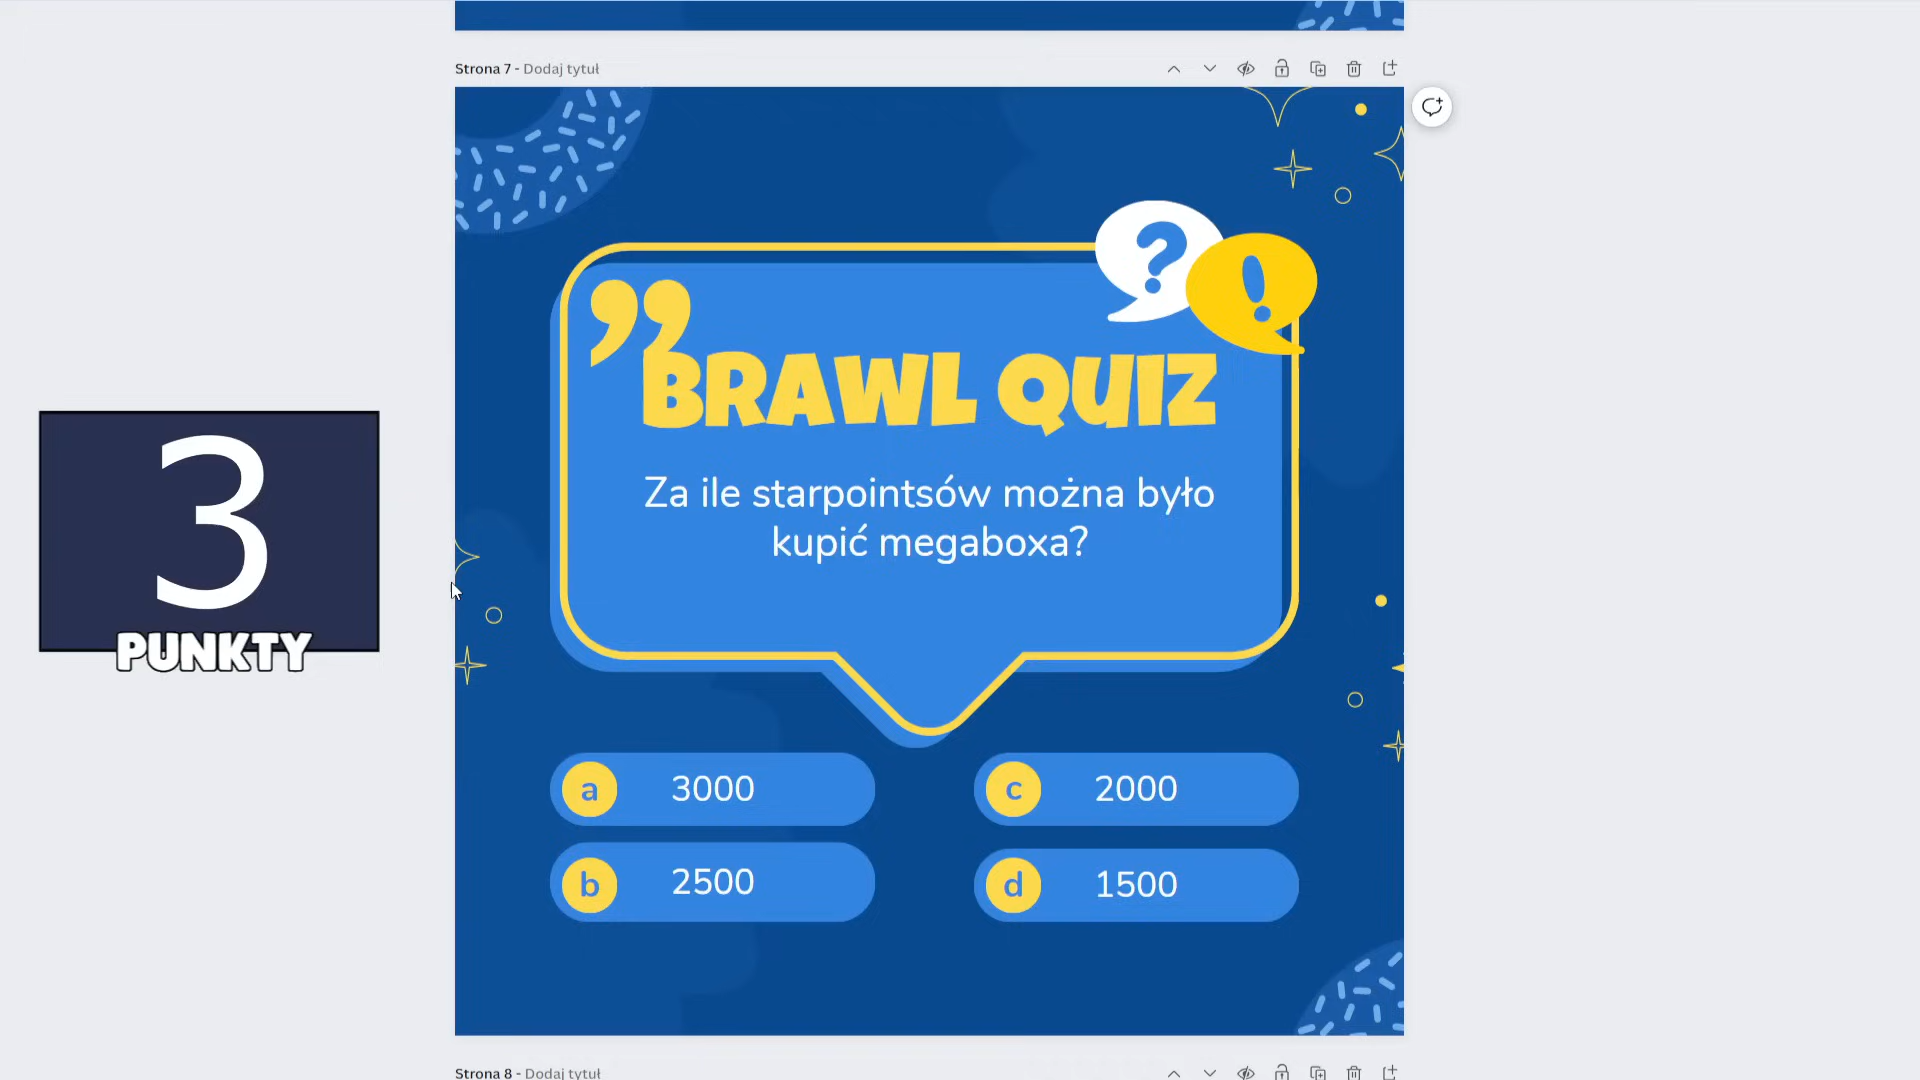 Strona 7 - Dodaj tytuł
? !
”
BRAWL QUIZ
Za ile starpointsów można było
kupić megaboxa?
3
PUNKTY
a 3000
c 2000
b 2500
d 1500
Strona 8 - Dodaj tytuł